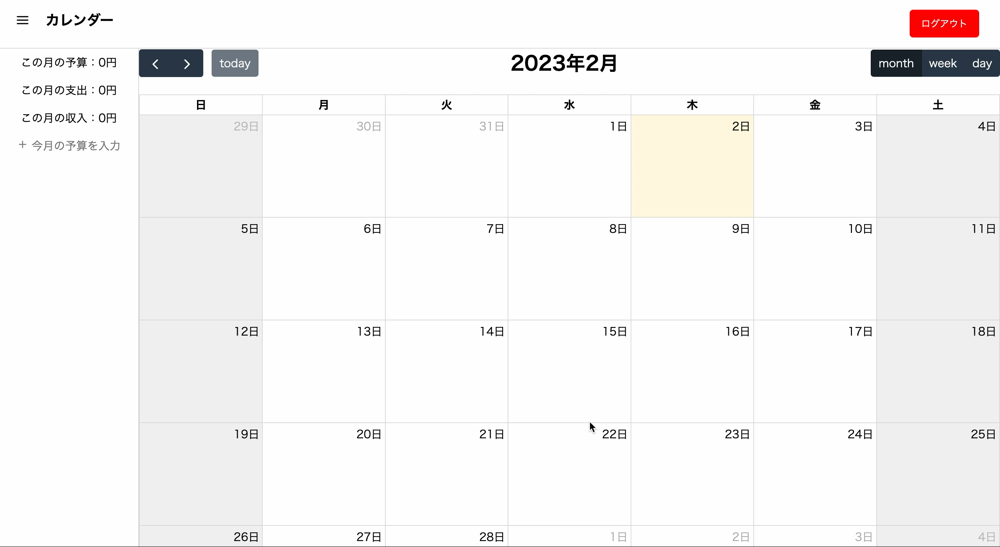 カレンダー
ログアウト
この月の予算：0円
この月の支出：0円
この月の収入：0円
+ 今月の予算を入力
today
2023年2月
month week day
日 月 火 水 木 金 土
29日 30日 31日 1日 2日 3日 4日
5日 6日 7日 8日 9日 10日 11日
12日 13日 14日 15日 16日 17日 18日
19日 20日 21日 22日 23日 24日 25日
26日 27日 28日 1日 2日 3日 4日